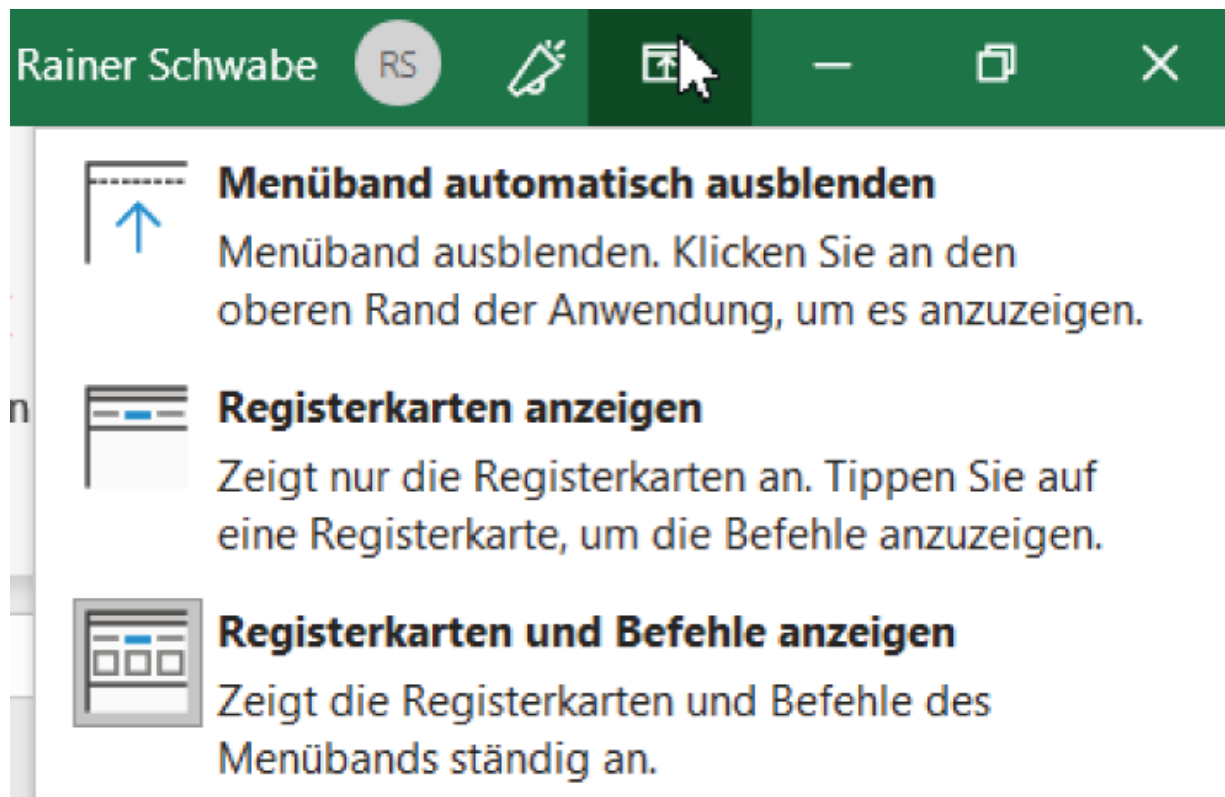 Rainer Schwabe RS
Menüband automatisch ausblenden
Menüband ausblenden. Klicken Sie an den
oberen Rand der Anwendung, um es anzuzeigen.
n
Registerkarten anzeigen
Zeigt nur die Registerkarten an. Tippen Sie auf
eine Registerkarte, um die Befehle anzuzeigen.
Registerkarten und Befehle anzeigen
Zeigt die Registerkarten und Befehle des
Menübands ständig an.